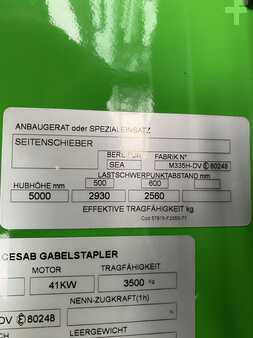 ANBAUGERAT oder SPEZIALEINSATZ
SEITENSCHIEBER
FABRIK N°
SEA M335H-DV E 80248
LASTSCHWERPUNKTABSTAND mm
HUBHÖHE mm 500 600
5000 2930 2560
EFFEKTIVE TRAGFÄHIGKEIT kg
CESAB GABELSTAPLER
MOTOR TRAGFÄHIGKEIT
41KW 3500 kg
NENN-ZUGKRAFT(1h)
DV E 80248
LEERGEWICHT